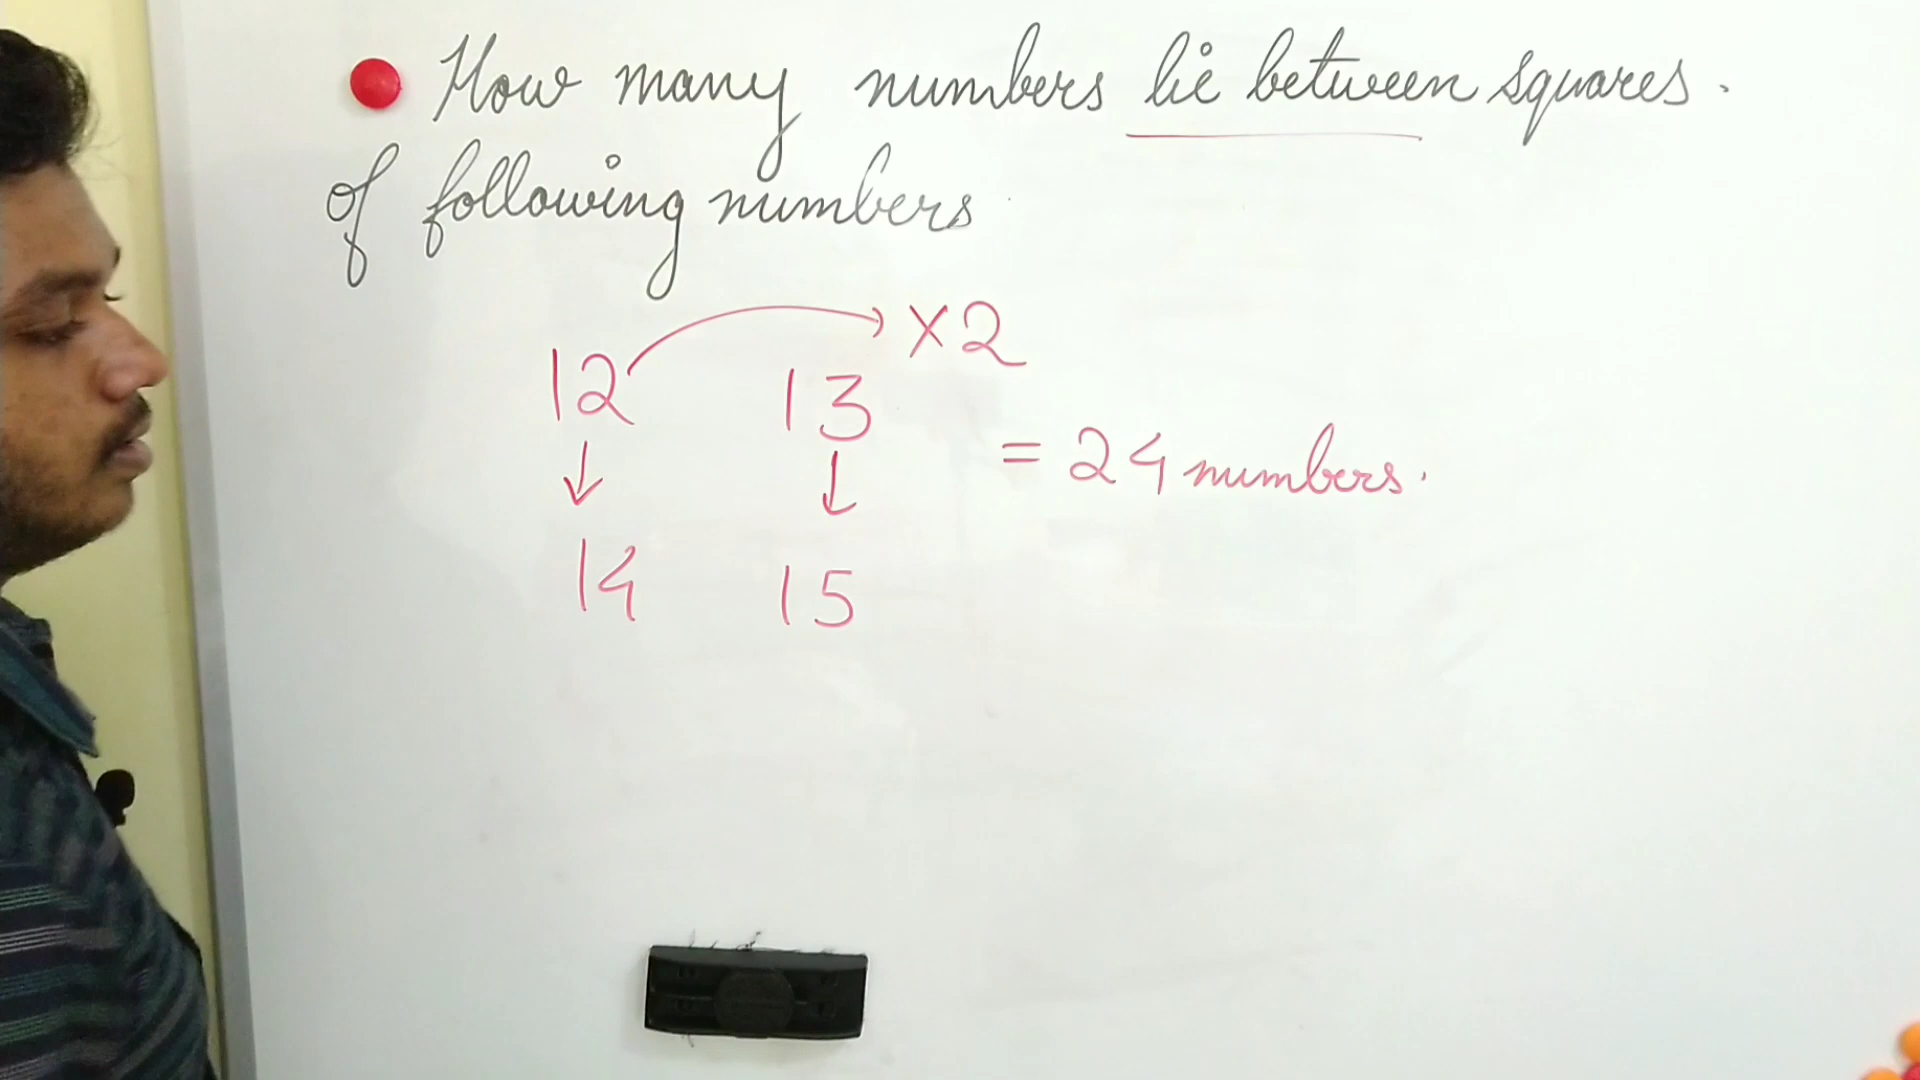 How many numbers lie between squares.
of following numbers
12 → ×2
13
↓ ↓
= 24 numbers.
14 15